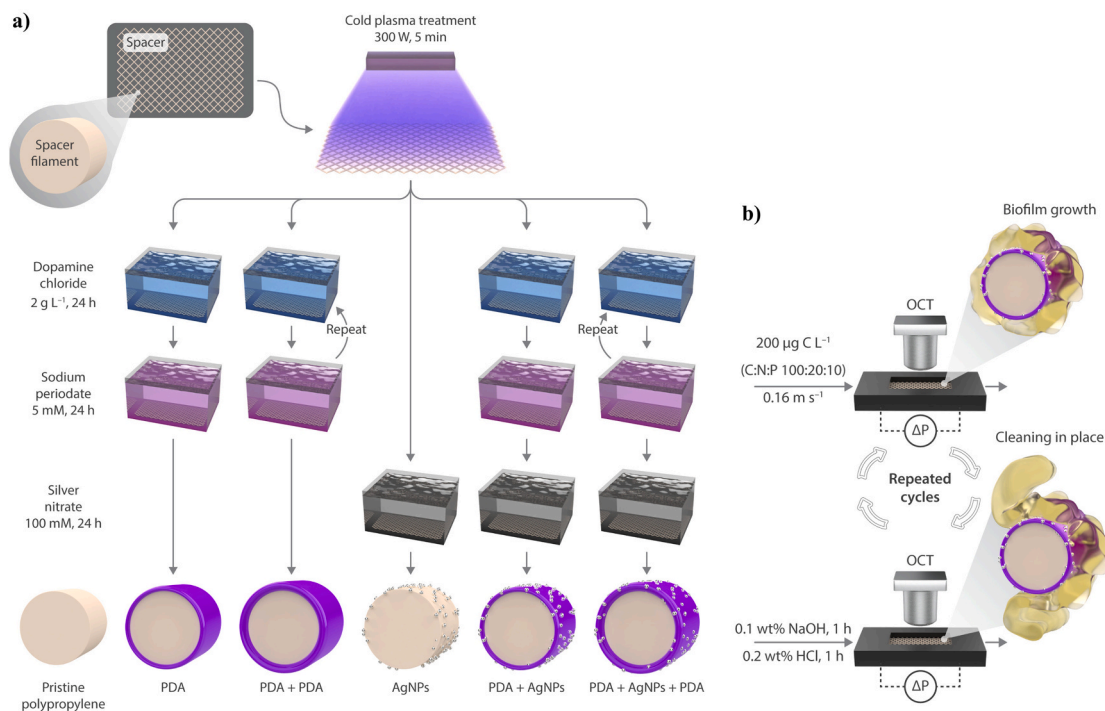 a)
Spacer
Spacer
filament
Cold plasma treatment
300 W, 5 min
Dopamine
chloride
2 g L⁻¹, 24 h
Repeat
Repeat
Sodium
periodate
5 mM, 24 h
Silver
nitrate
100 mM, 24 h
Pristine
polypropylene
PDA
PDA + PDA
AgNPs
PDA + AgNPs
PDA + AgNPs + PDA
b)
Biofilm growth
OCT
200 µg C L⁻¹
(C:N:P 100:20:10)
0.16 m s⁻¹
ΔP
Cleaning in place
Repeated
cycles
OCT
0.1 wt% NaOH, 1 h
0.2 wt% HCl, 1 h
ΔP